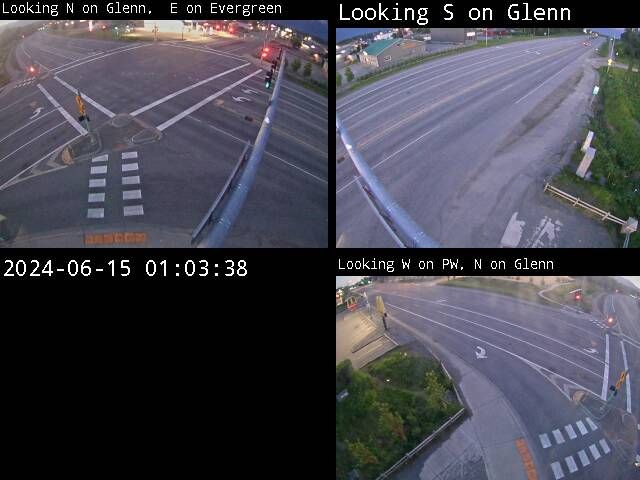 Looking N on Glenn,  E on Evergreen
Looking S on Glenn
2024-06-15 01:03:38
Looking W on PW, N on Glenn